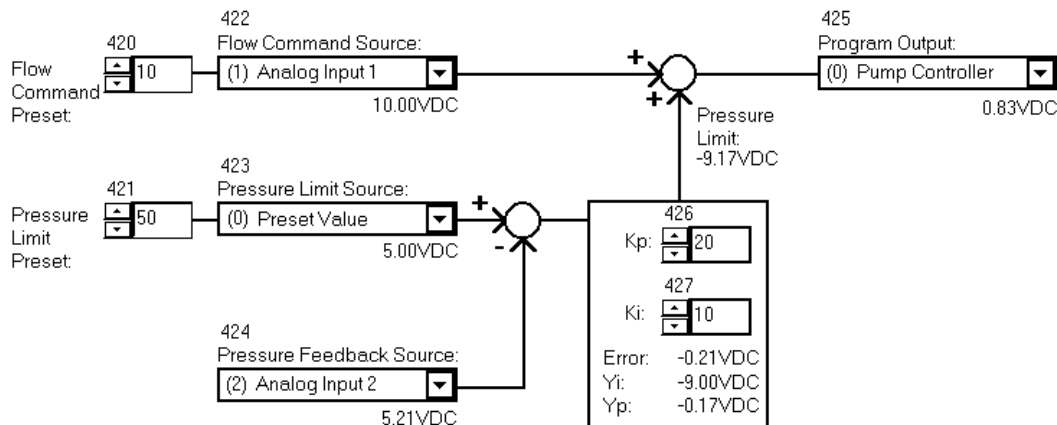 420
Flow
Command
Preset:
10
422
Flow Command Source:
(1) Analog Input 1
10.00VDC
+
+
425
Program Output:
(0) Pump Controller
0.83VDC
Pressure
Limit:
-9.17VDC
421
Pressure
Limit
Preset:
50
423
Pressure Limit Source:
(0) Preset Value
5.00VDC
+
-
424
Pressure Feedback Source:
(2) Analog Input 2
5.21VDC
426
Kp: 20
427
Ki: 10
Error: -0.21VDC
Yi: -9.00VDC
Yp: -0.17VDC